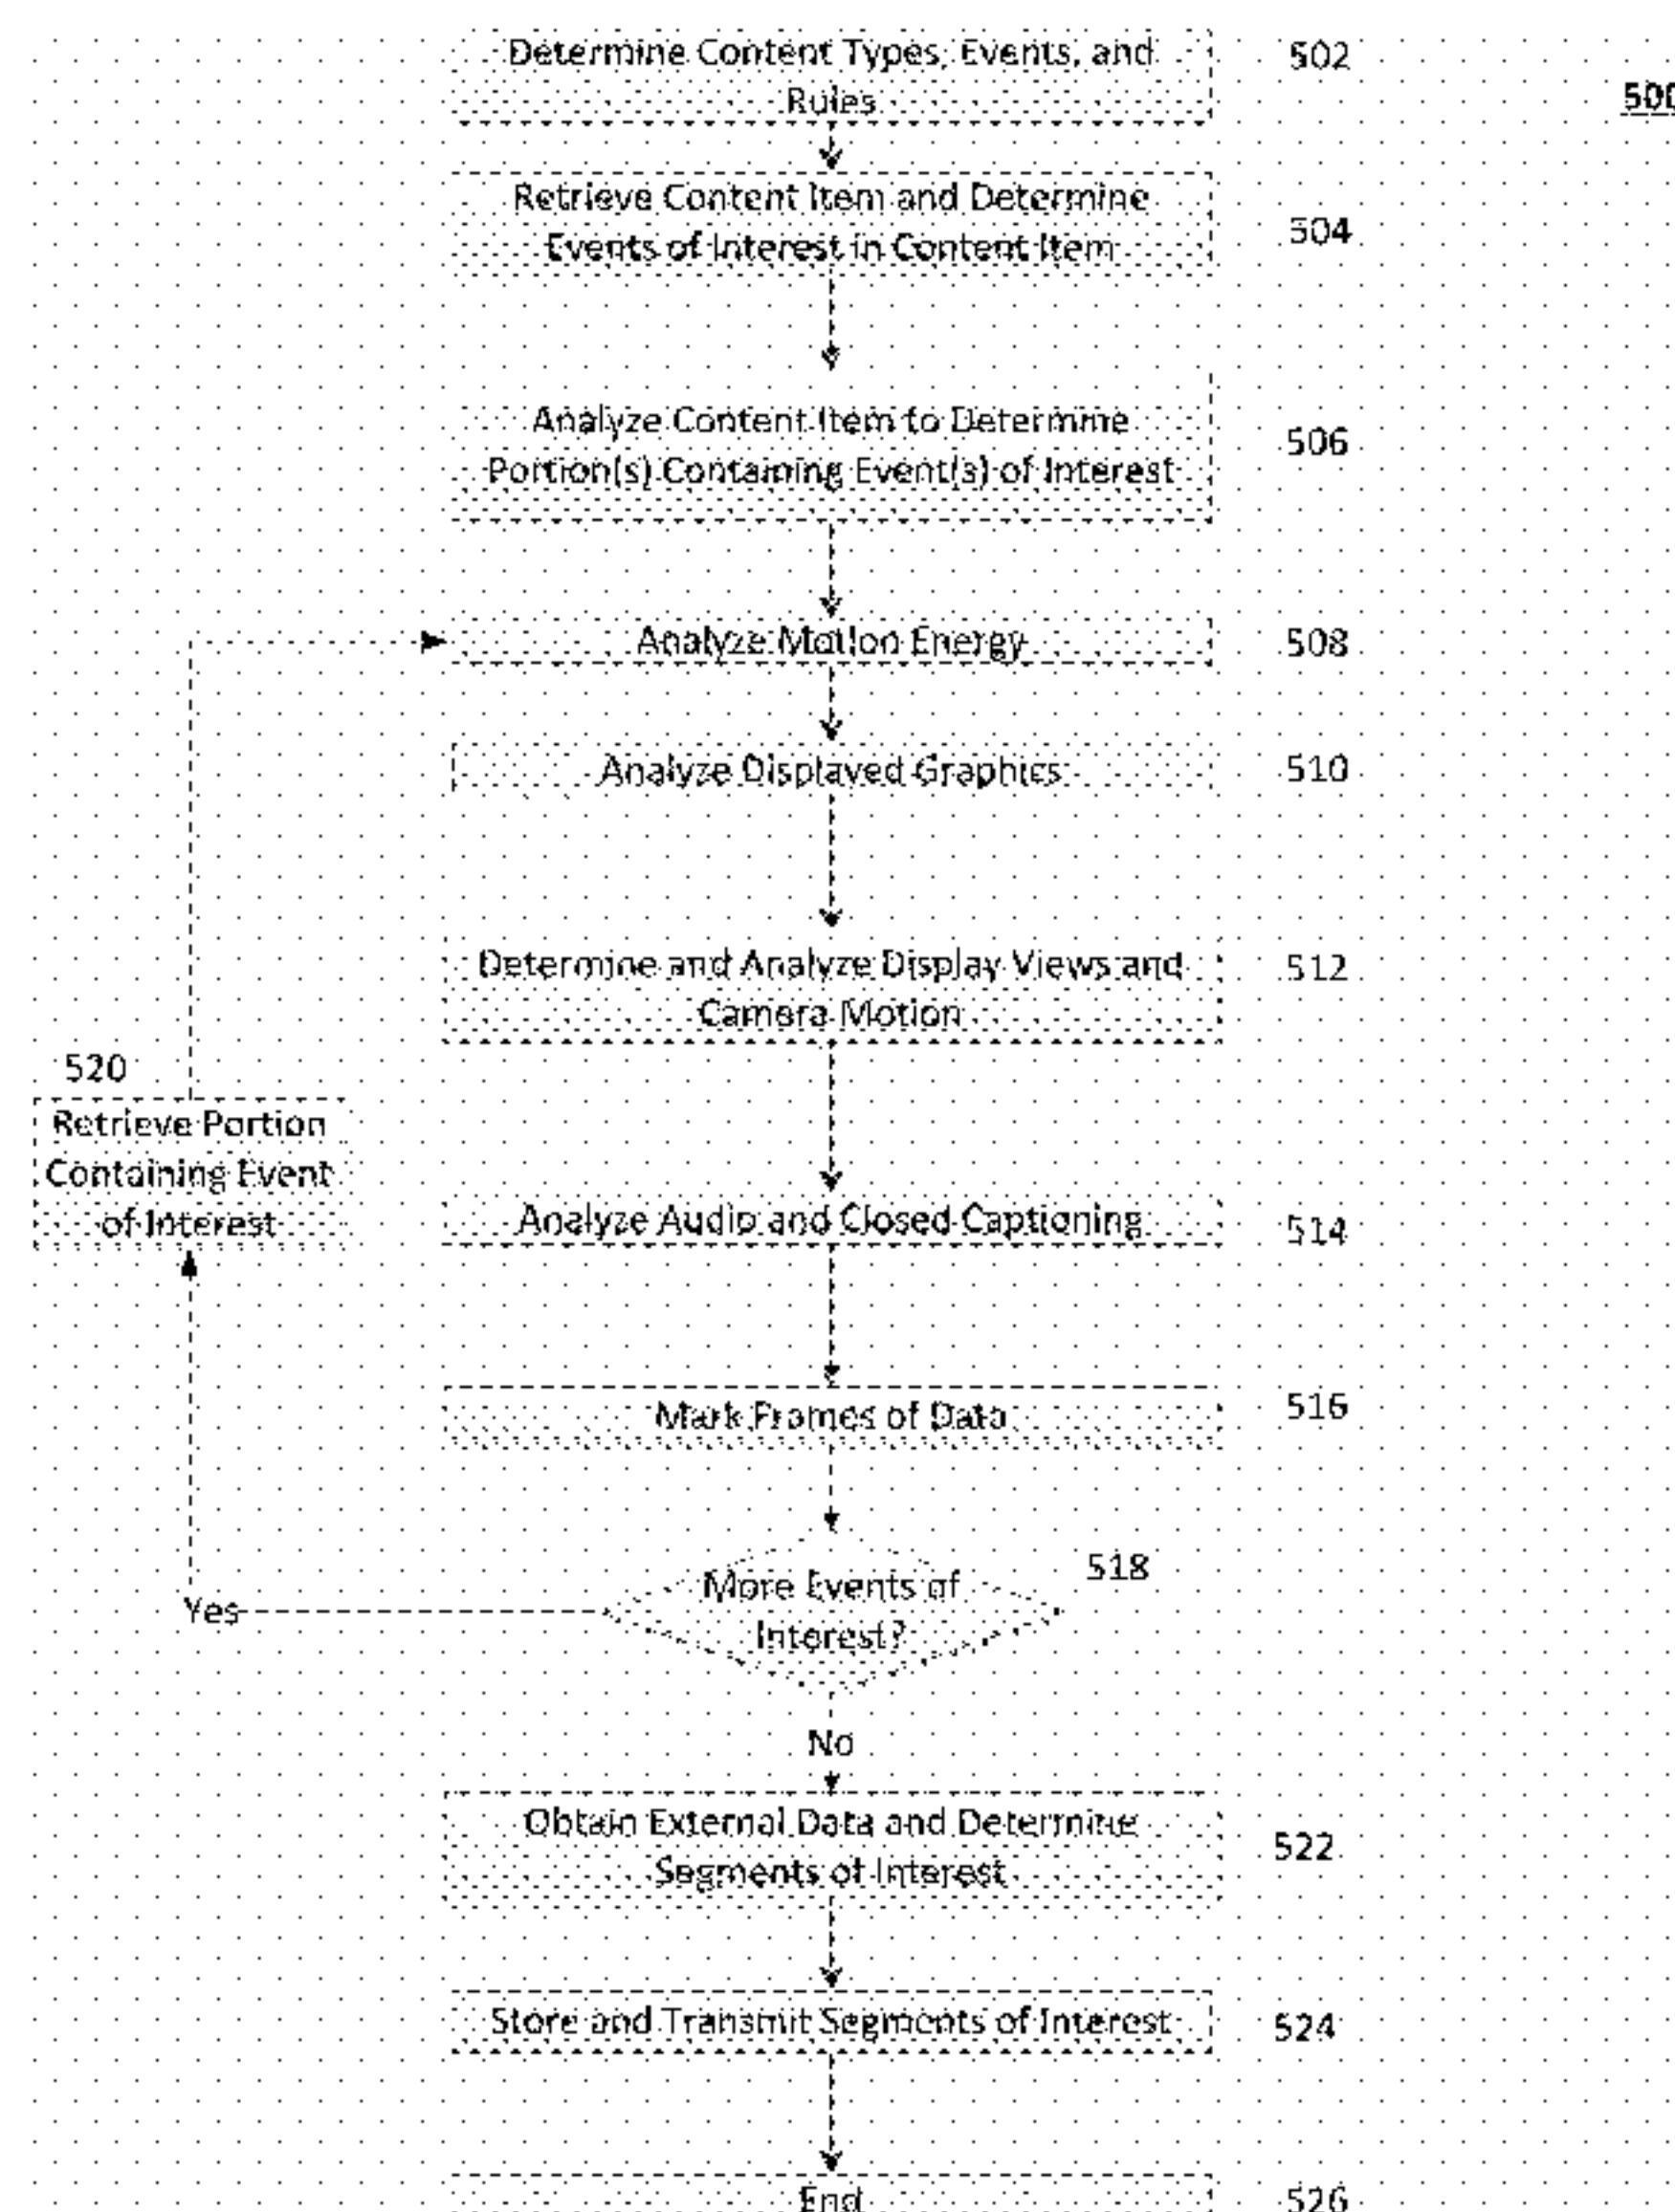 Determine Content Types, Events, and
Rules
502
500
Retrieve Content Item and Determine
Events of Interest in Content Item
504
Analyze Content Item to Determine
Portion(s) Containing Event(s) of Interest
506
Analyze Motion Energy
508
Analyze Displayed Graphics
510
Determine and Analyze Display Views and
Camera Motion
512
520
Retrieve Portion
Containing Event
of Interest
Analyze Audio and Closed Captioning
514
Mark Frames of Data
516
More Events of
Interest?
518
Yes
No
Obtain External Data and Determine
Segments of Interest
522
Store and Transmit Segments of Interest
524
End
526